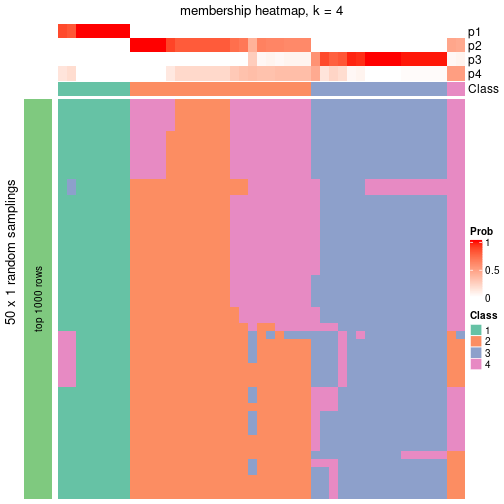 membership heatmap, k = 4
p1
p2
p3
p4
Class
50 x 1 random samplings
top 1000 rows
Prob
1
0.5
0
Class
1
2
3
4